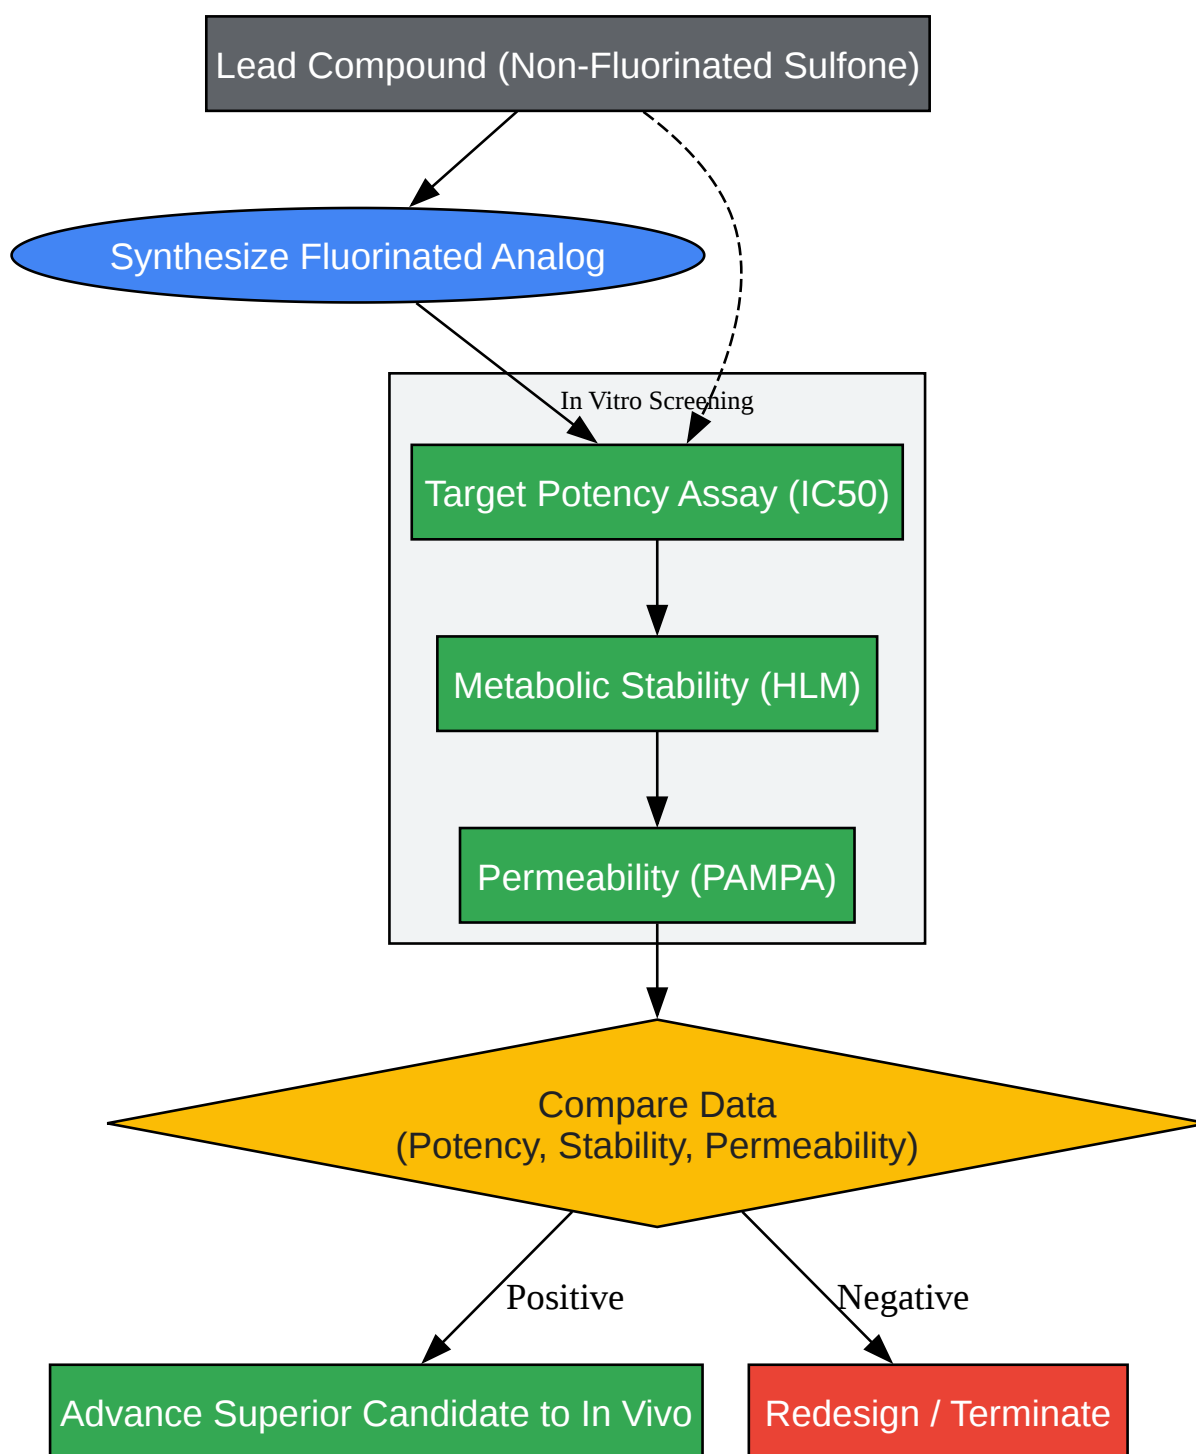 Lead Compound (Non-Fluorinated Sulfone)
Synthesize Fluorinated Analog
In Vitro Screening
Target Potency Assay (IC50)
Metabolic Stability (HLM)
Permeability (PAMPA)
Compare Data
(Potency, Stability, Permeability)
Positive
Negative
Advance Superior Candidate to In Vivo
Redesign / Terminate